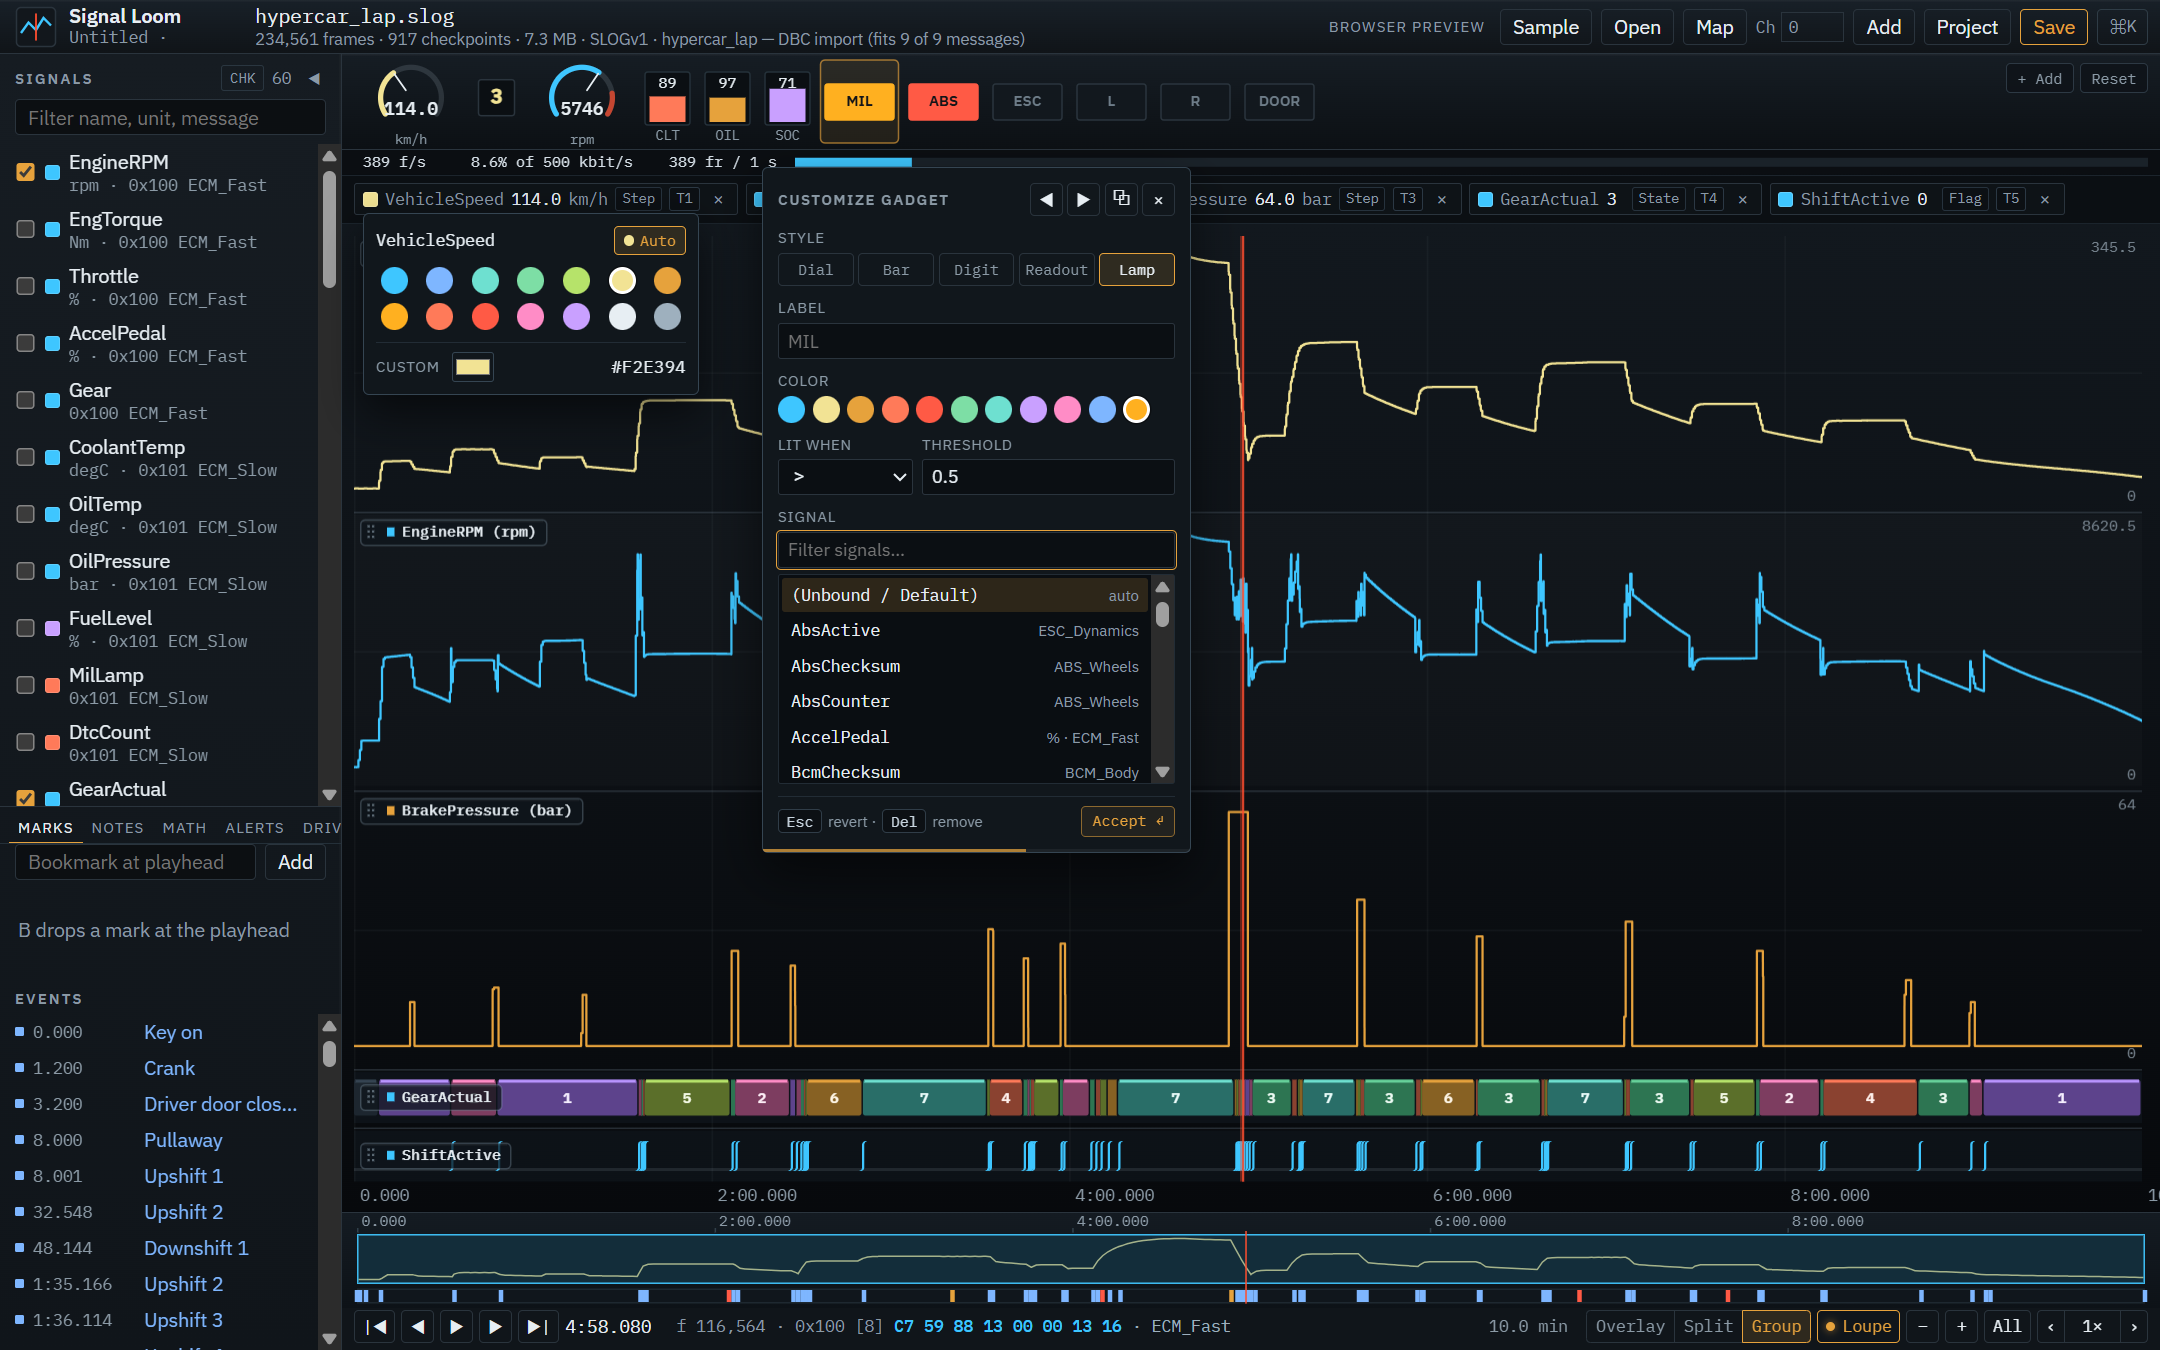 Signal Loom
Untitled ·
hypercar_lap.slog
234,561 frames · 917 checkpoints · 7.3 MB · SLOGv1 · hypercar_lap — DBC import (fits 9 of 9 messages)
BROWSER PREVIEW
Sample
Open
Map
Ch 0
Add
Project
Save
⌘K
SIGNALS
CHK 60 ◀
Filter name, unit, message
EngineRPM
rpm · 0x100 ECM_Fast
EngTorque
Nm · 0x100 ECM_Fast
Throttle
% · 0x100 ECM_Fast
AccelPedal
% · 0x100 ECM_Fast
Gear
0x100 ECM_Fast
CoolantTemp
degC · 0x101 ECM_Slow
OilTemp
degC · 0x101 ECM_Slow
OilPressure
bar · 0x101 ECM_Slow
FuelLevel
% · 0x101 ECM_Slow
MilLamp
0x101 ECM_Slow
DtcCount
0x101 ECM_Slow
GearActual
MARKS NOTES MATH ALERTS DRIV
Bookmark at playhead
Add
B drops a mark at the playhead
EVENTS
0.000 Key on
1.200 Crank
3.200 Driver door clos...
8.000 Pullaway
8.001 Upshift 1
32.548 Upshift 2
48.144 Downshift 1
1:35.166 Upshift 2
1:36.114 Upshift 3
114.0
km/h
3
5746
rpm
89
CLT
97
OIL
71
SOC
MIL
ABS
ESC
L
R
DOOR
+ Add
Reset
389 f/s 8.6% of 500 kbit/s 389 fr / 1 s
VehicleSpeed 114.0 km/h Step T1 ×
essure 64.0 bar Step T3 ×
GearActual 3 State T4 ×
ShiftActive 0 Flag T5 ×
VehicleSpeed
Auto
CUSTOM
#F2E394
CUSTOMIZE GADGET
◀ ▶ ×
STYLE
Dial Bar Digit Readout Lamp
LABEL
MIL
COLOR
LIT WHEN THRESHOLD
> 0.5
SIGNAL
Filter signals...
(Unbound / Default) auto
AbsActive ESC_Dynamics
AbsChecksum ABS_Wheels
AbsCounter ABS_Wheels
AccelPedal % · ECM_Fast
BcmChecksum BCM_Body
Esc revert · Del remove
Accept ↲
345.5
0
EngineRPM (rpm)
8620.5
0
BrakePressure (bar)
64
0
GearActual
1 5 2 6 7 4 7 3 7 3 6 3 7 3 5 2 4 3 1
ShiftActive
0.000 2:00.000 4:00.000 6:00.000 8:00.000 10
0.000 2:00.000 4:00.000 6:00.000 8:00.000
4:58.080
f 116,564 · 0x100 [8] C7 59 88 13 00 00 13 16 · ECM_Fast
10.0 min
Overlay Split Group
Loupe
− + All ‹ 1× ›